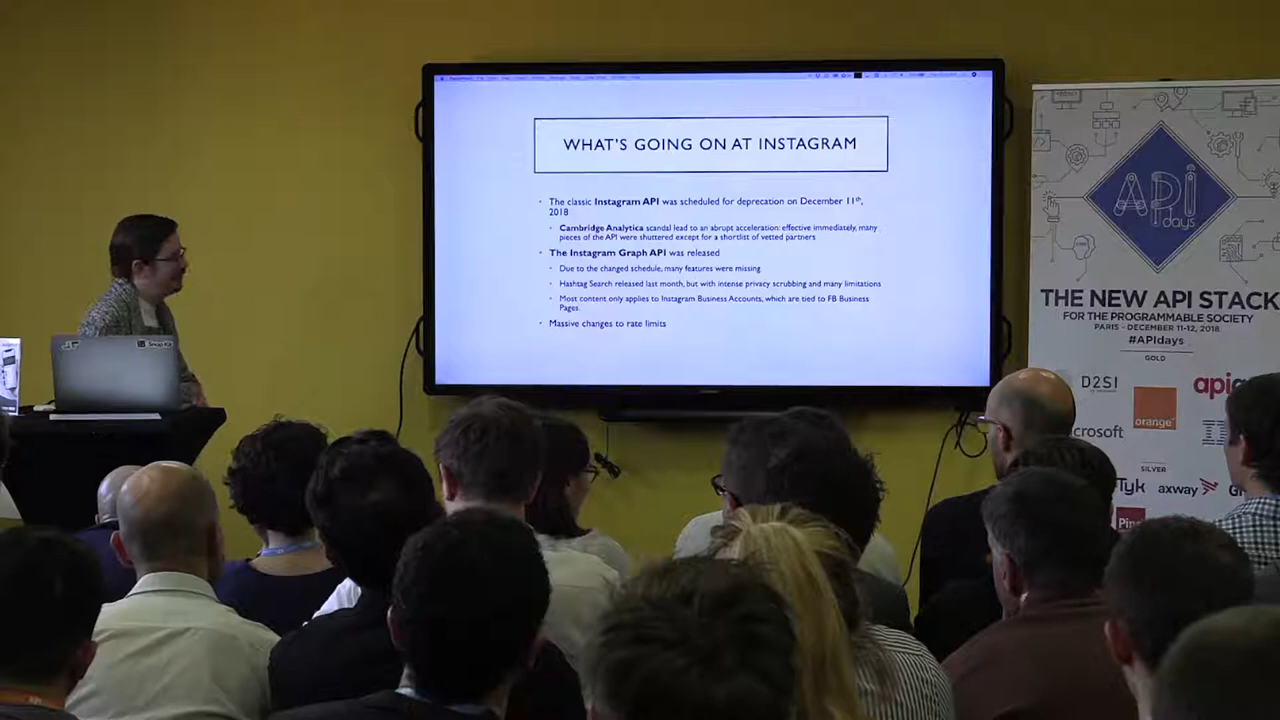 WHAT'S GOING ON AT INSTAGRAM
The classic Instagram API was scheduled for deprecation on December 11th,
2018
Cambridge Analytica scandal lead to an abrupt acceleration: effective immediately, many
pieces of the API were shuttered except for a shortlist of vetted partners
The Instagram Graph API was released
Due to the changed schedule, many features were missing
Hashtag Search released last month, but with intense privacy scrubbing and many limitations
Most content only applies to Instagram Business Accounts, which are tied to FB Business
Pages.
Massive changes to rate limits
API
days
THE NEW API STACK
FOR THE PROGRAMMABLE SOCIETY
PARIS - DECEMBER 11-12, 2018
#APIdays
GOLD
D2SI
orange
SILVER
axway